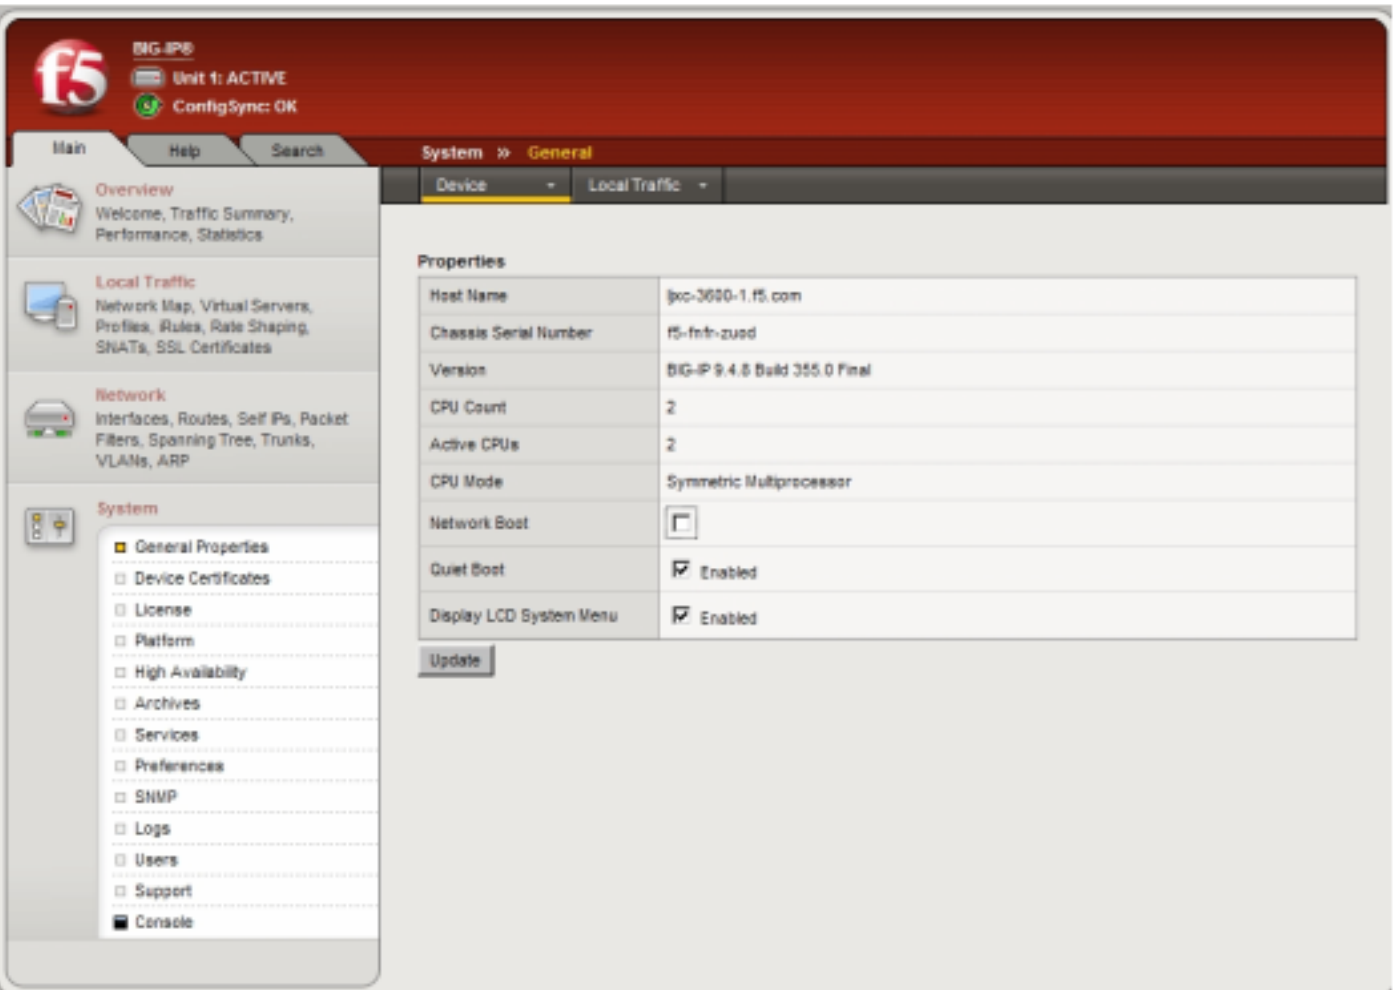 f5
BIG-IP®
Unit 1: ACTIVE
ConfigSync: OK
Main
Help
Search
System » General
Device
Local Traffic
Overview
Welcome, Traffic Summary,
Performance, Statistics
Local Traffic
Network Map, Virtual Servers,
Profiles, iRules, Rate Shaping,
SNATs, SSL Certificates
Network
Interfaces, Routes, Self IPs, Packet
Filters, Spanning Tree, Trunks,
VLANs, ARP
System
General Properties
Device Certificates
License
Platform
High Availability
Archives
Services
Preferences
SNMP
Logs
Users
Support
Console
Properties
Host Name
Chassis Serial Number f5-fnfr-zuod
Version BIG-IP 9.4.8 Build 355.0 Final
CPU Count 2
Active CPUs 2
CPU Mode Symmetric Multiprocessor
Network Boot
Quiet Boot Enabled
Display LCD System Menu Enabled
Update